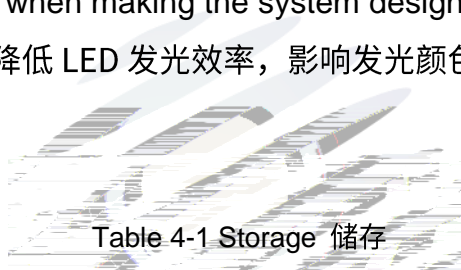 when making the system design
降低 LED 发光效率，影响发光颜色
Table 4-1 Storage 储存